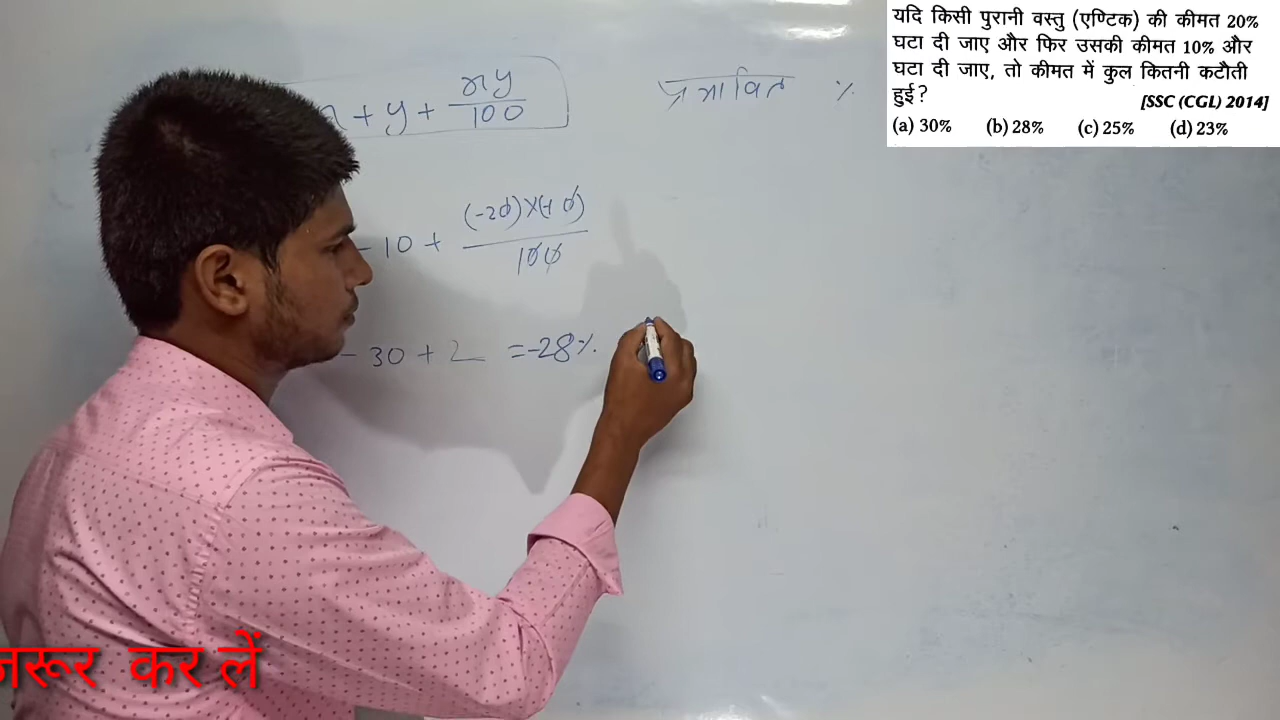 यदि किसी पुरानी वस्तु (एण्टिक) की कीमत 20%
घटा दी जाए और फिर उसकी कीमत 10% और
घटा दी जाए, तो कीमत में कुल कितनी कटौती
हुई?
[SSC (CGL) 2014]
(a) 30% (b) 28% (c) 25% (d) 23%
+ y + xy/100
प्रभावित %
- 10 + (-20)×(-10)/100
- 30 + 2 = -28%
जरूर कर लें